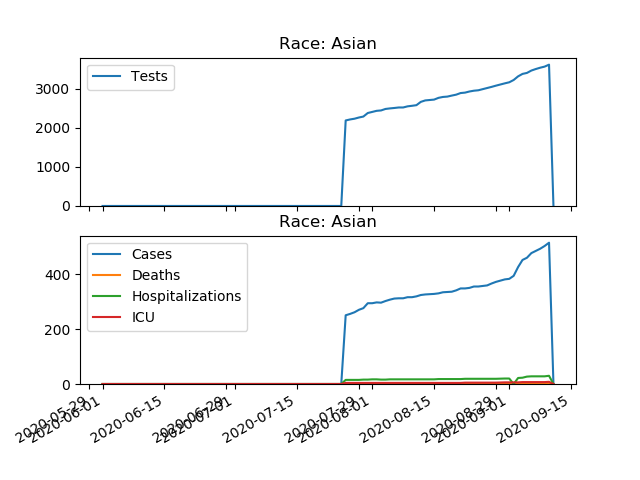 Race: Asian
Tests
3000
2000
1000
0
Race: Asian
Cases
Deaths
Hospitalizations
ICU
400
200
0
2020-05-29
2020-06-01
2020-06-15
2020-06-29
2020-07-01
2020-07-15
2020-07-29
2020-08-01
2020-08-15
2020-08-29
2020-09-01
2020-09-15